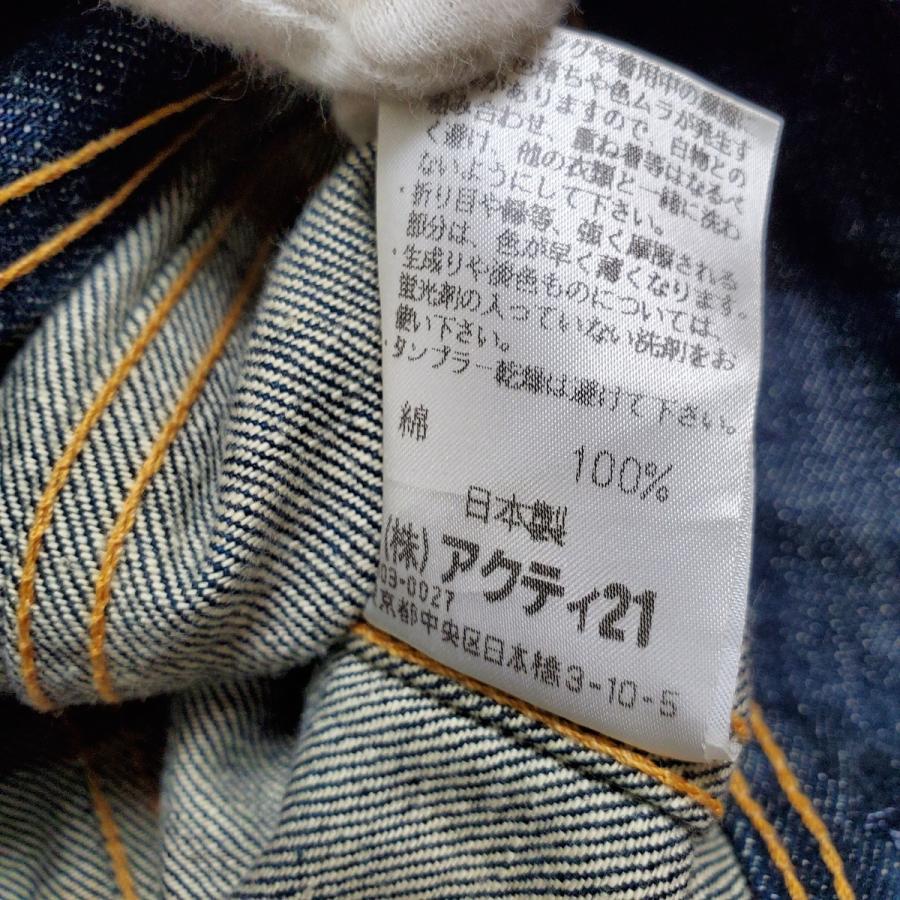 グや着用中の摩擦に
落ちや色ムラが発生す
がありますので、白物との
組み合わせ、重ね着等はなるべ
く避け、他の衣類と一緒に洗わ
ないようにして下さい。
・折り目や縁等、強く摩擦される
部分は、色が早く薄くなります。
・生成りや淡色ものについては、
蛍光剤の入っていない洗剤をお
使い下さい。
・タンブラー乾燥は避けて下さい。
綿
100%
日本製
(株)アクティ21
03-0027
京都中央区日本橋3-10-5